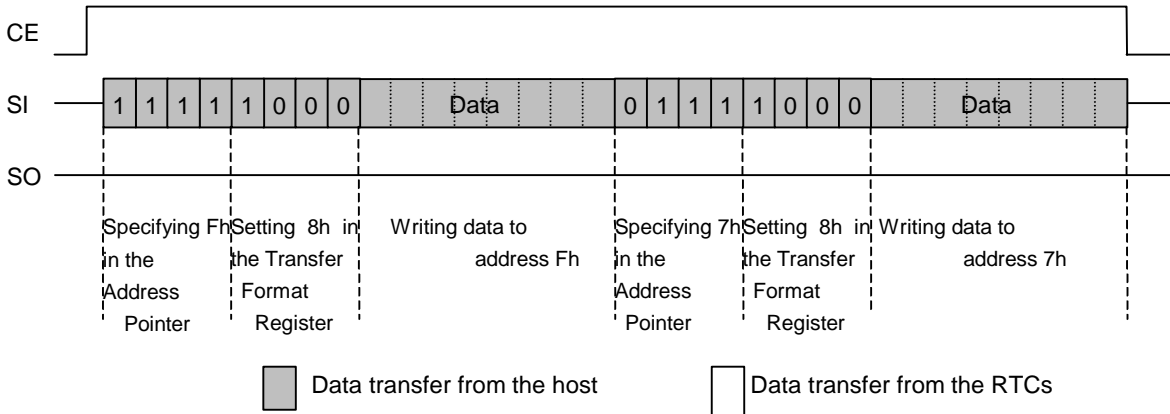 CE
SI 1 1 1 1 1 0 0 0 Data 0 1 1 1 1 0 0 0 Data
SO
Specifying Fh Setting 8h in Writing data to Specifying 7h Setting 8h in Writing data to
in the the Transfer address Fh in the the Transfer address 7h
Address Format Address Format
Pointer Register Pointer Register
Data transfer from the host Data transfer from the RTCs